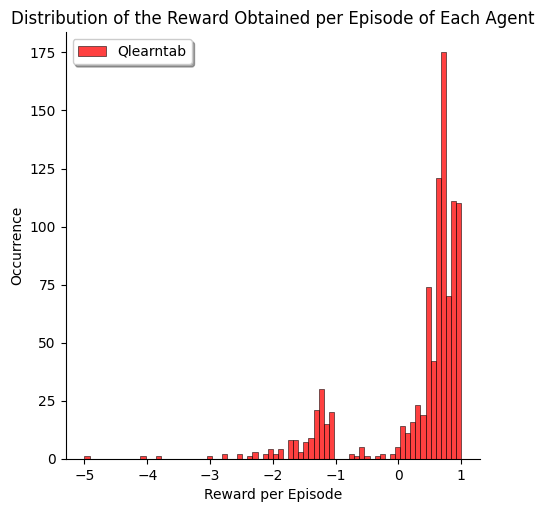 Distribution of the Reward Obtained per Episode of Each Agent
Qlearntab
175
150
125
100
75
50
25
0
Occurrence
−5 −4 −3 −2 −1 0 1
Reward per Episode